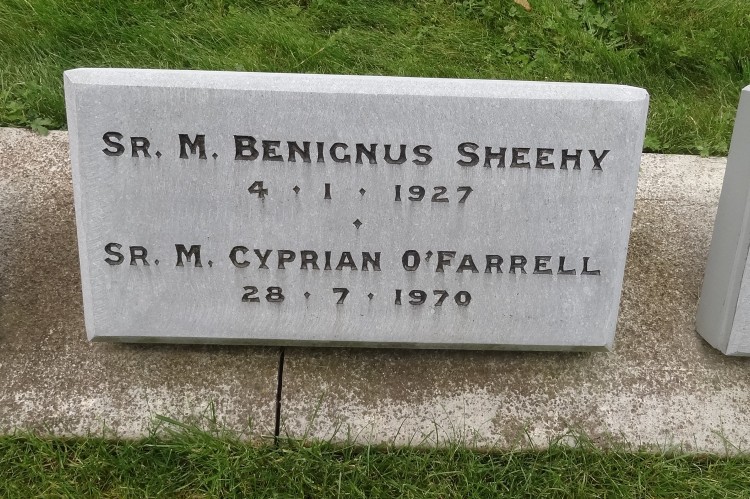 SR. M. BENIGNUS SHEEHY
4 · 1 · 1927
SR. M. CYPRIAN O'FARRELL
28 · 7 · 1970